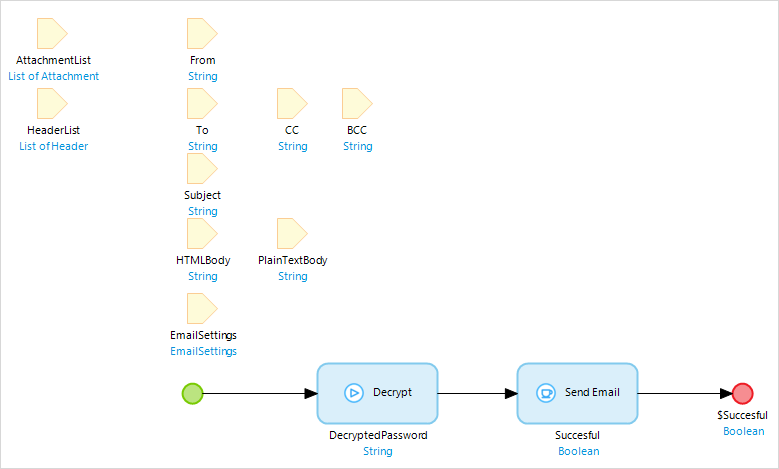 AttachmentList
List of Attachment
From
String
HeaderList
List of Header
To
String
CC
String
BCC
String
Subject
String
HTMLBody
String
PlainTextBody
String
EmailSettings
EmailSettings
Decrypt
DecryptedPassword
String
Send Email
Succesful
Boolean
$Succesful
Boolean